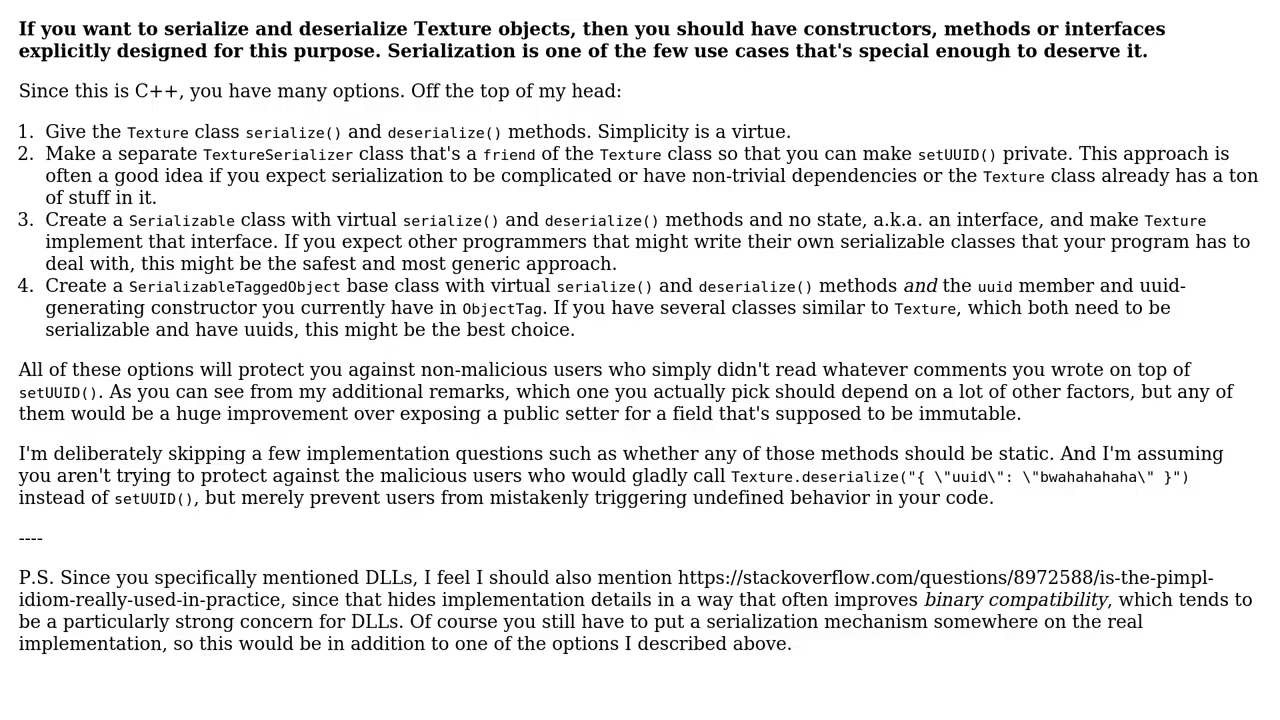 If you want to serialize and deserialize Texture objects, then you should have constructors, methods or interfaces
explicitly designed for this purpose. Serialization is one of the few use cases that's special enough to deserve it.
Since this is C++, you have many options. Off the top of my head:
1. Give the Texture class serialize() and deserialize() methods. Simplicity is a virtue.
2. Make a separate TextureSerializer class that's a friend of the Texture class so that you can make setUUID() private. This approach is
often a good idea if you expect serialization to be complicated or have non-trivial dependencies or the Texture class already has a ton
of stuff in it.
3. Create a Serializable class with virtual serialize() and deserialize() methods and no state, a.k.a. an interface, and make Texture
implement that interface. If you expect other programmers that might write their own serializable classes that your program has to
deal with, this might be the safest and most generic approach.
4. Create a SerializableTaggedObject base class with virtual serialize() and deserialize() methods and the uuid member and uuid-
generating constructor you currently have in ObjectTag. If you have several classes similar to Texture, which both need to be
serializable and have uuids, this might be the best choice.
All of these options will protect you against non-malicious users who simply didn't read whatever comments you wrote on top of
setUUID(). As you can see from my additional remarks, which one you actually pick should depend on a lot of other factors, but any of
them would be a huge improvement over exposing a public setter for a field that's supposed to be immutable.
I'm deliberately skipping a few implementation questions such as whether any of those methods should be static. And I'm assuming
you aren't trying to protect against the malicious users who would gladly call Texture.deserialize("{ \"uuid\": \"bwahahahaha\" }")
instead of setUUID(), but merely prevent users from mistakenly triggering undefined behavior in your code.
----
P.S. Since you specifically mentioned DLLs, I feel I should also mention https://stackoverflow.com/questions/8972588/is-the-pimpl-
idiom-really-used-in-practice, since that hides implementation details in a way that often improves binary compatibility, which tends to
be a particularly strong concern for DLLs. Of course you still have to put a serialization mechanism somewhere on the real
implementation, so this would be in addition to one of the options I described above.